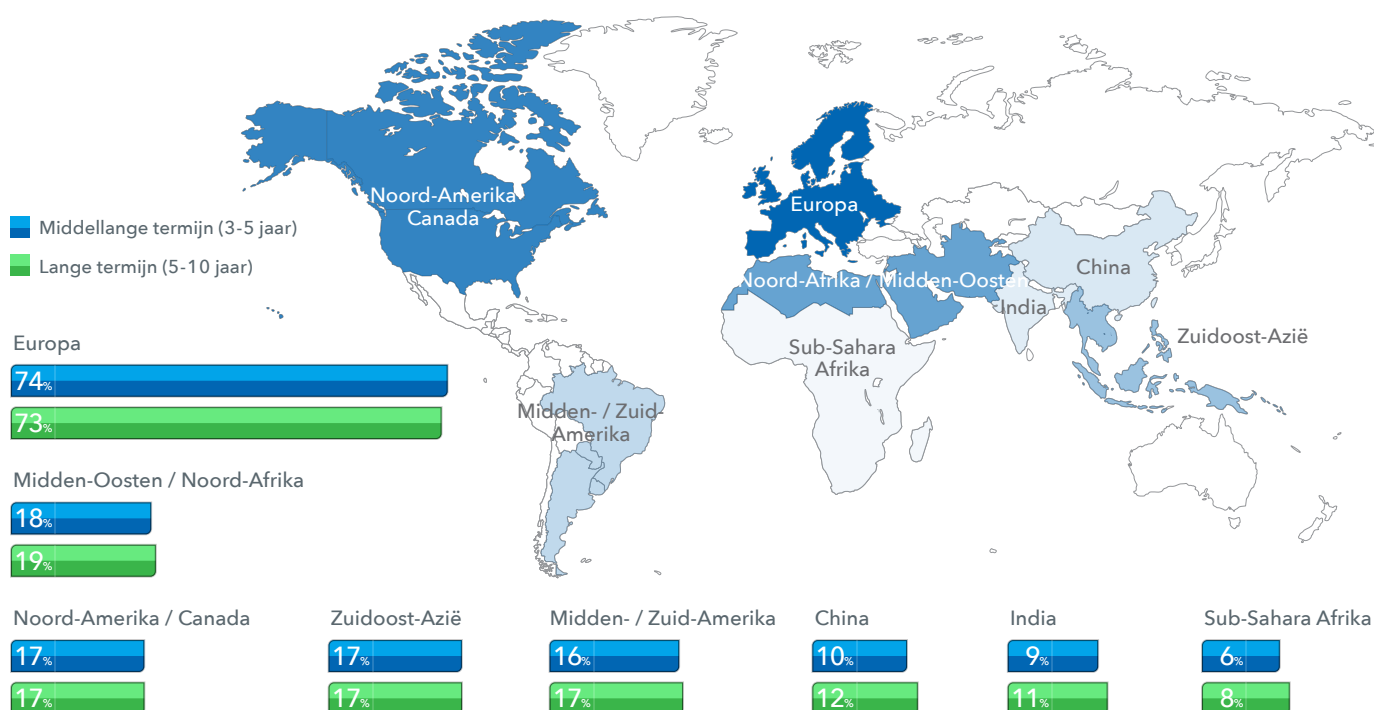 Noord-Amerika
Canada
Europa
Middellange termijn (3-5 jaar)
Lange termijn (5-10 jaar)
Noord-Afrika / Midden-Oosten
China
India
Zuidoost-Azië
Sub-Sahara
Afrika
Midden- / Zuid-
Amerika
Europa
74%
73%
Midden-Oosten / Noord-Afrika
18%
19%
Noord-Amerika / Canada
17%
17%
Zuidoost-Azië
17%
17%
Midden- / Zuid-Amerika
16%
17%
China
10%
12%
India
9%
11%
Sub-Sahara Afrika
6%
8%